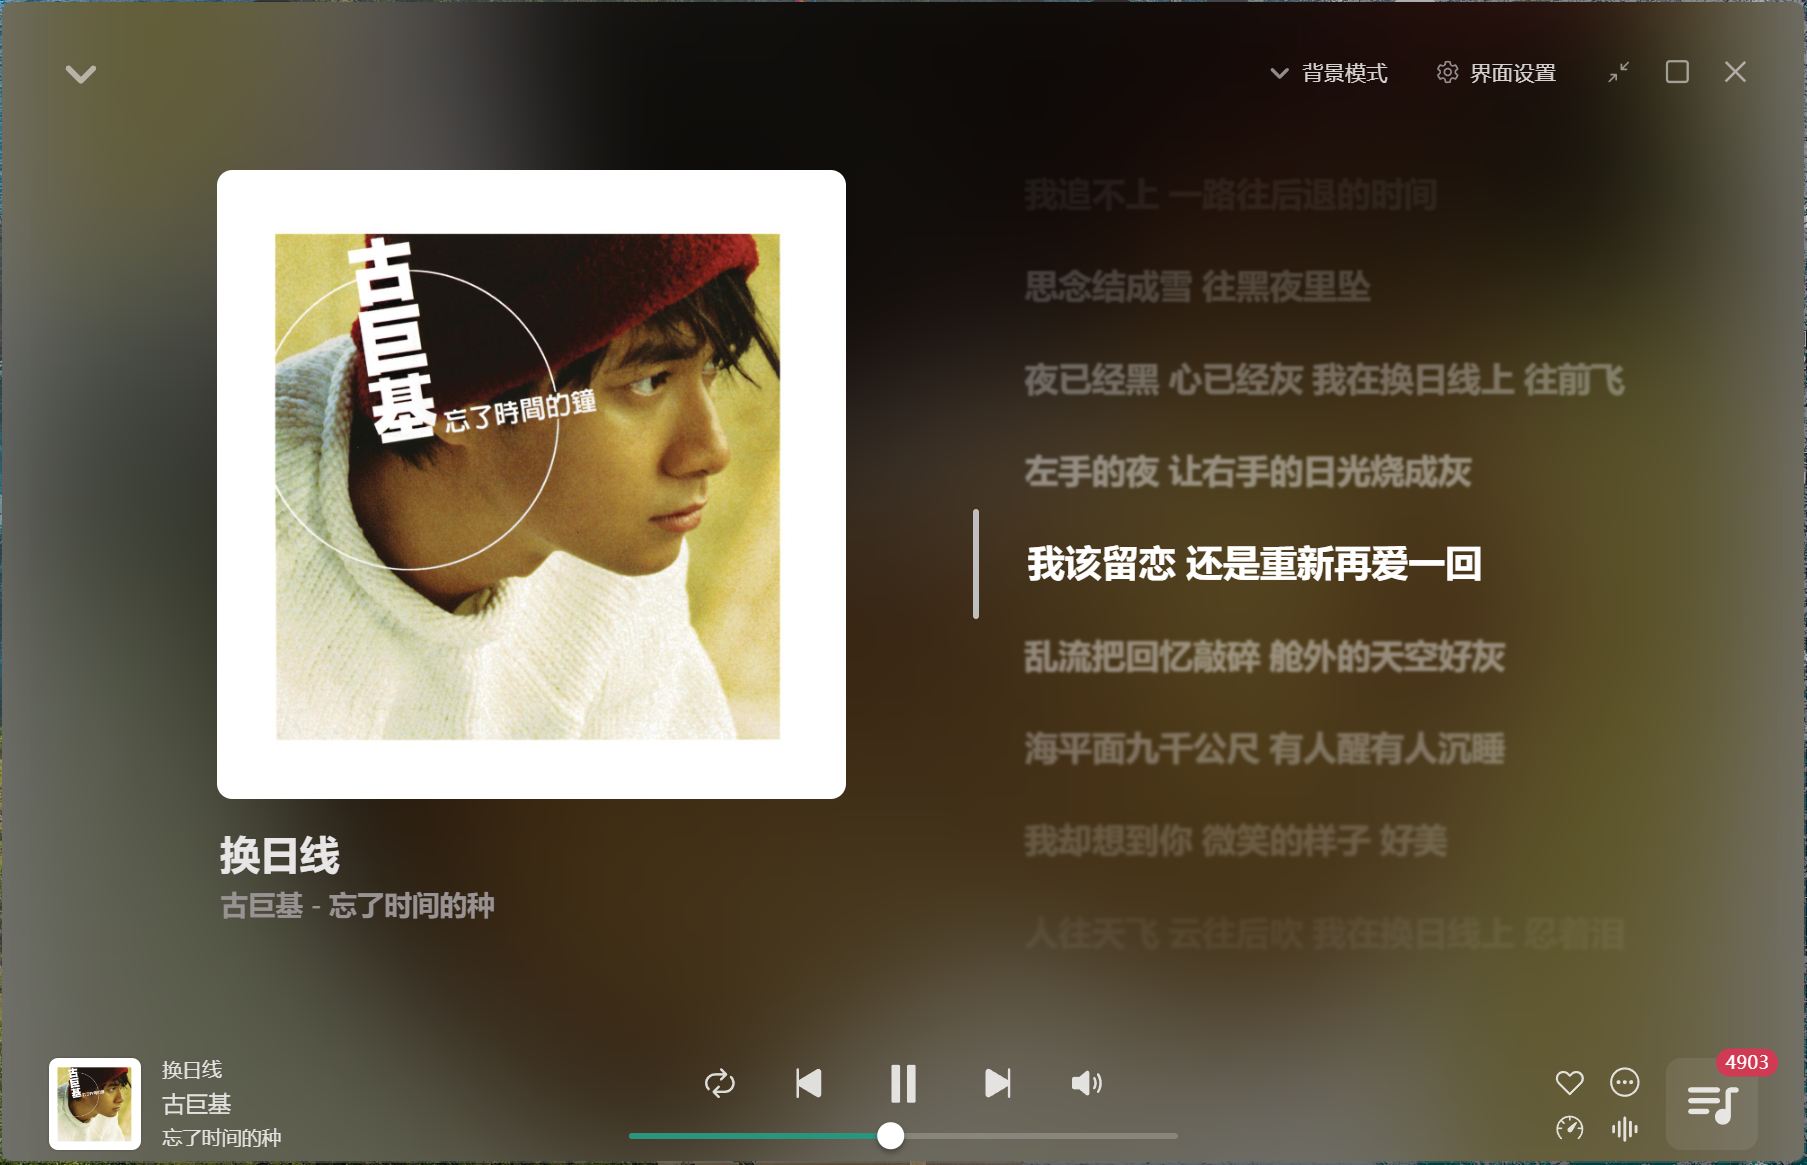 背景模式
界面设置
古巨基
忘了時間的鐘
我追不上 一路往后退的时间
思念结成雪 往黑夜里坠
夜已经黑 心已经灰 我在换日线上 往前飞
左手的夜 让右手的日光烧成灰
我该留恋 还是重新再爱一回
乱流把回忆敲碎 舱外的天空好灰
海平面九千公尺 有人醒有人沉睡
我却想到你 微笑的样子 好美
人往天飞 云往后吹 我在换日线上 忍着泪
换日线
古巨基 - 忘了时间的种
换日线
古巨基
忘了时间的种
4903